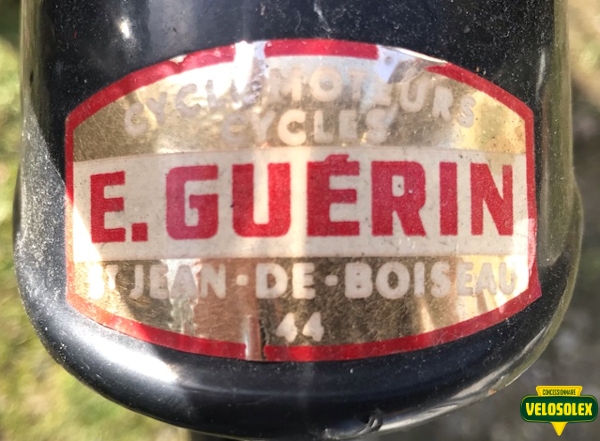 CYCLOMOTEURS
CYCLES
E. GUÉRIN
ST JEAN·DE·BOISEAU
44
CONCESSIONNAIRE
VELOSOLEX